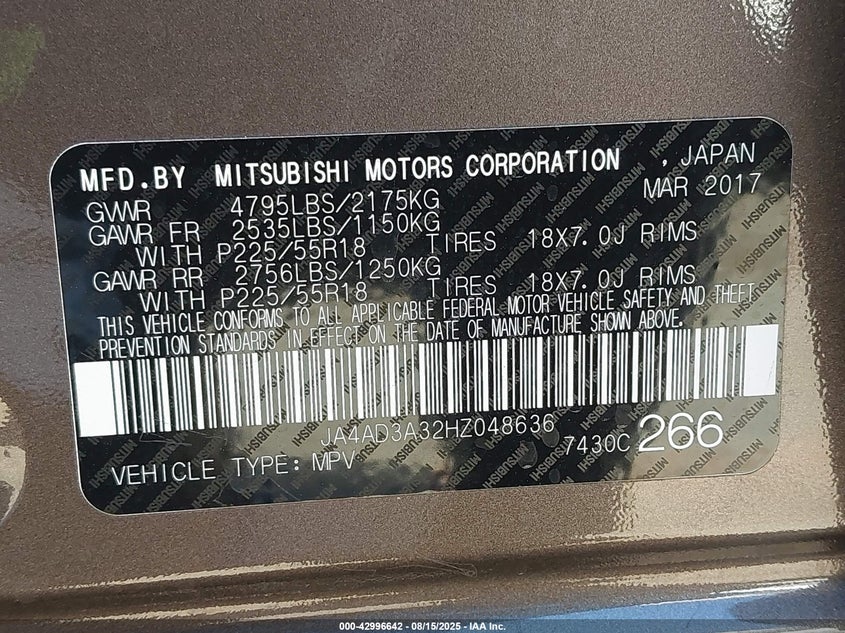 MFD.BY MITSUBISHI MOTORS CORPORATION , JAPAN
MAR 2017
GVWR 4795LBS/2175KG
GAWR FR 2535LBS/1150KG
WITH P225/55R18 TIRES 18X7.0J RIMS
GAWR RR 2756LBS/1250KG
WITH P225/55R18 TIRES 18X7.0J RIMS
THIS VEHICLE CONFORMS TO ALL APPLICABLE FEDERAL MOTOR VEHICLE SAFETY AND THEFT
PREVENTION STANDARDS IN EFFECT ON THE DATE OF MANUFACTURE SHOWN ABOVE.
JA4AD3A32HZ048636
7430C 266
VEHICLE TYPE: MPV
000-42996642 - 08/15/2025 - IAA Inc.